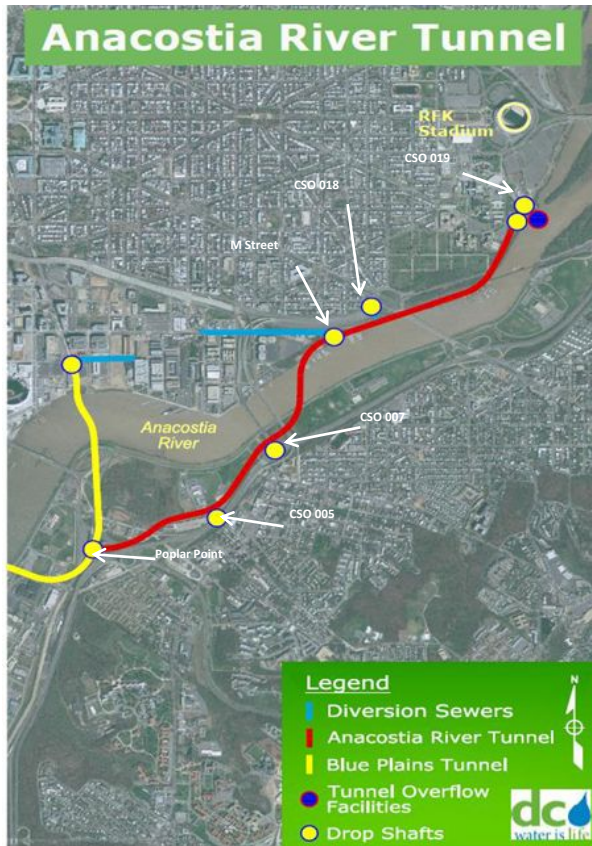 Anacostia River Tunnel
RFK
Stadium
CSO 019
CSO 018
M Street
Anacostia
River
CSO 007
CSO 005
Poplar Point
Legend
Diversion Sewers
Anacostia River Tunnel
Blue Plains Tunnel
Tunnel Overflow
Facilities
Drop Shafts
N
dc
water is life